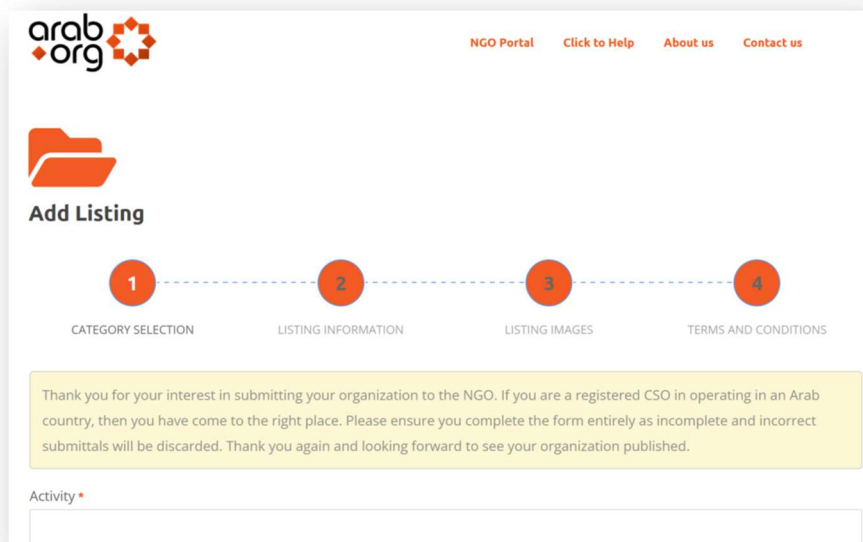 arab
org
NGO Portal Click to Help About us Contact us
Add Listing
1 2 3 4
CATEGORY SELECTION LISTING INFORMATION LISTING IMAGES TERMS AND CONDITIONS
Thank you for your interest in submitting your organization to the NGO. If you are a registered CSO in operating in an Arab
country, then you have come to the right place. Please ensure you complete the form entirely as incomplete and incorrect
submittals will be discarded. Thank you again and looking forward to see your organization published.
Activity *